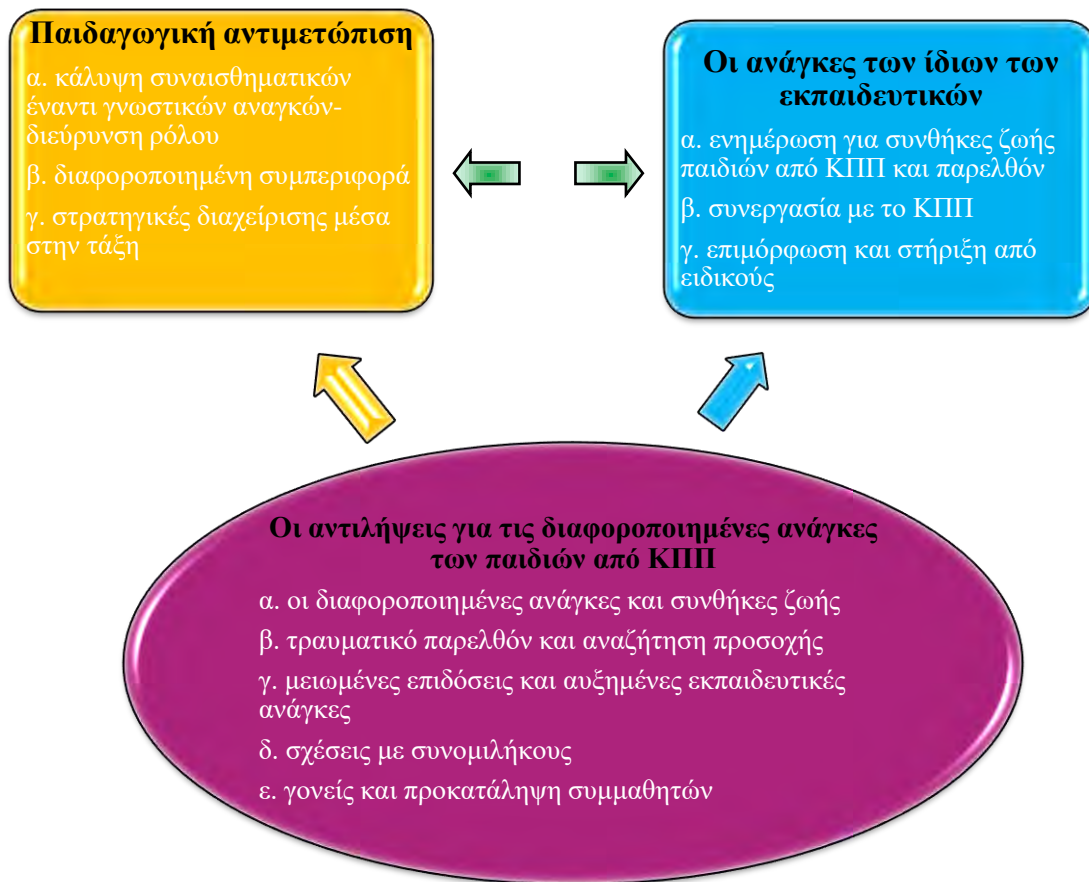 Παιδαγωγική αντιμετώπιση
α. κάλυψη συναισθηματικών
έναντι γνωστικών αναγκών-
διεύρυνση ρόλου
β. διαφοροποιημένη συμπεριφορά
γ. στρατηγικές διαχείρισης μέσα
στην τάξη
Οι ανάγκες των ίδιων των
εκπαιδευτικών
α. ενημέρωση για συνθήκες ζωής
παιδιών από ΚΠΠ και παρελθόν
β. συνεργασία με το ΚΠΠ
γ. επιμόρφωση και στήριξη από
ειδικούς
Οι αντιλήψεις για τις διαφοροποιημένες ανάγκες
των παιδιών από ΚΠΠ
α. οι διαφοροποιημένες ανάγκες και συνθήκες ζωής
β. τραυματικό παρελθόν και αναζήτηση προσοχής
γ. μειωμένες επιδόσεις και αυξημένες εκπαιδευτικές
ανάγκες
δ. σχέσεις με συνομιλήκους
ε. γονείς και προκατάληψη συμμαθητών